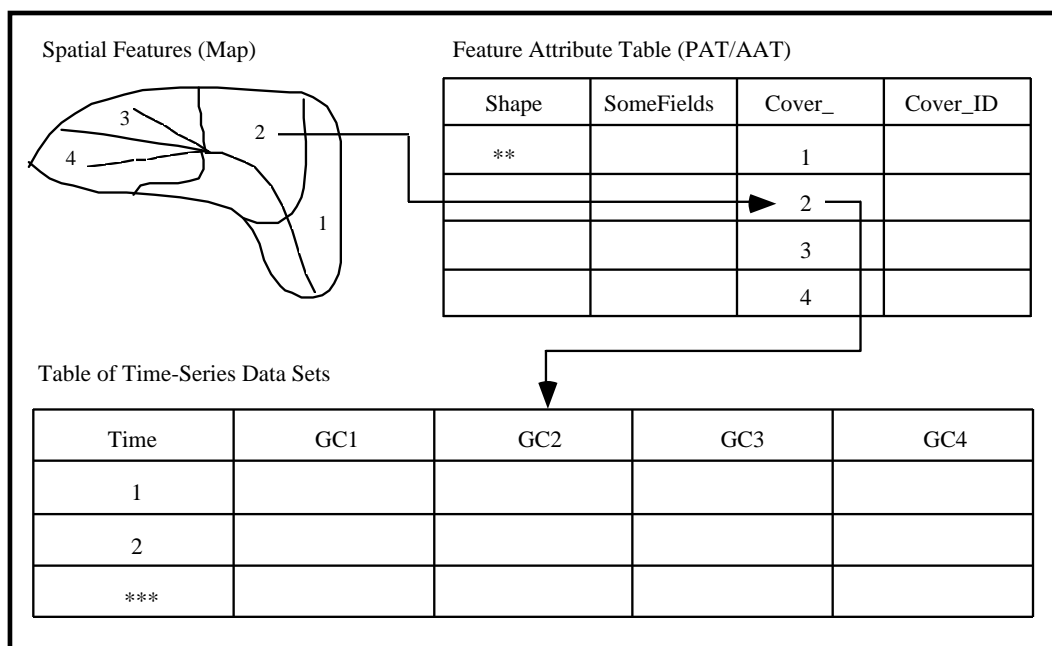 Spatial Features (Map)
Feature Attribute Table (PAT/AAT)
Shape SomeFields Cover_ Cover_ID
** 1
2
3
4
3
2
4
1
Table of Time-Series Data Sets
Time GC1 GC2 GC3 GC4
1
2
***